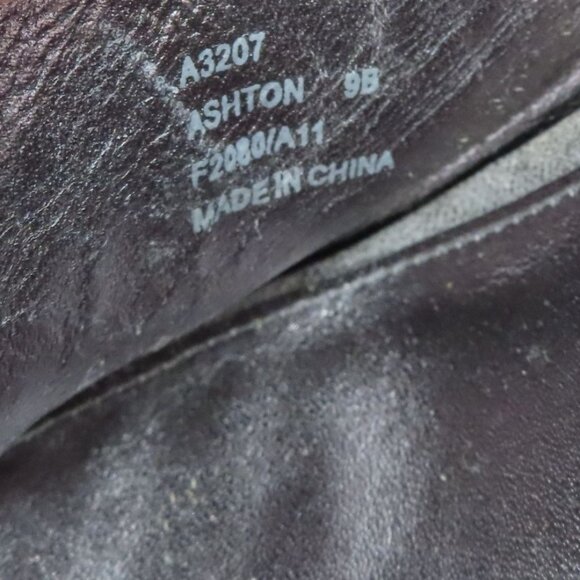 A3207
ASHTON 9B
F2080/A11
MADE IN CHINA